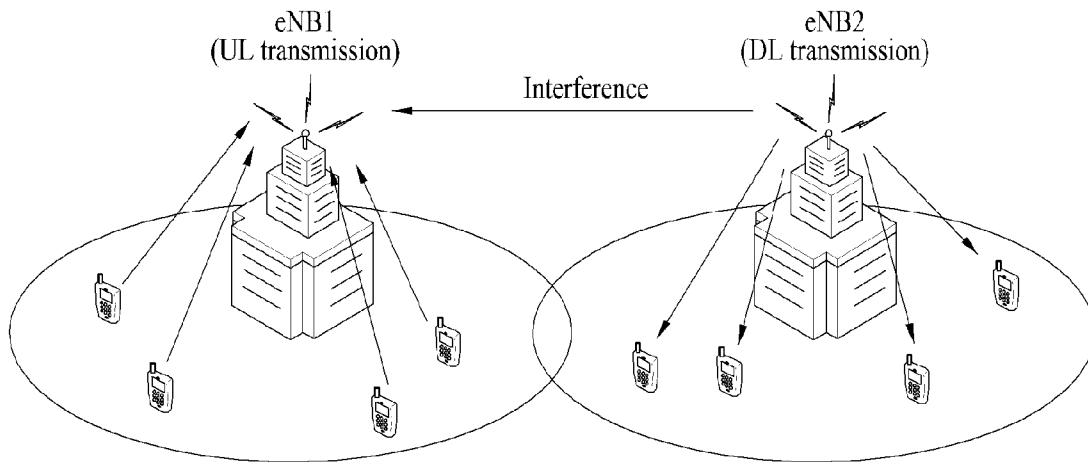 eNB1
(UL transmission)
eNB2
(DL transmission)
Interference